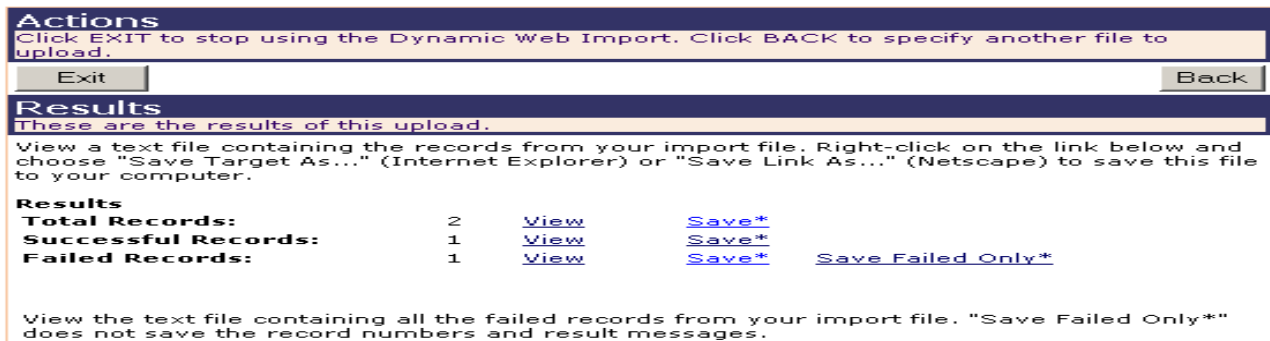 Actions
Click EXIT to stop using the Dynamic Web Import. Click BACK to specify another file to
upload.
Exit Back
Results
These are the results of this upload.
View a text file containing the records from your import file. Right-click on the link below and
choose "Save Target As..." (Internet Explorer) or "Save Link As..." (Netscape) to save this file
to your computer.
Results
Total Records: 2 View Save*
Successful Records: 1 View Save*
Failed Records: 1 View Save* Save Failed Only*
View the text file containing all the failed records from your import file. "Save Failed Only*"
does not save the record numbers and result messages.